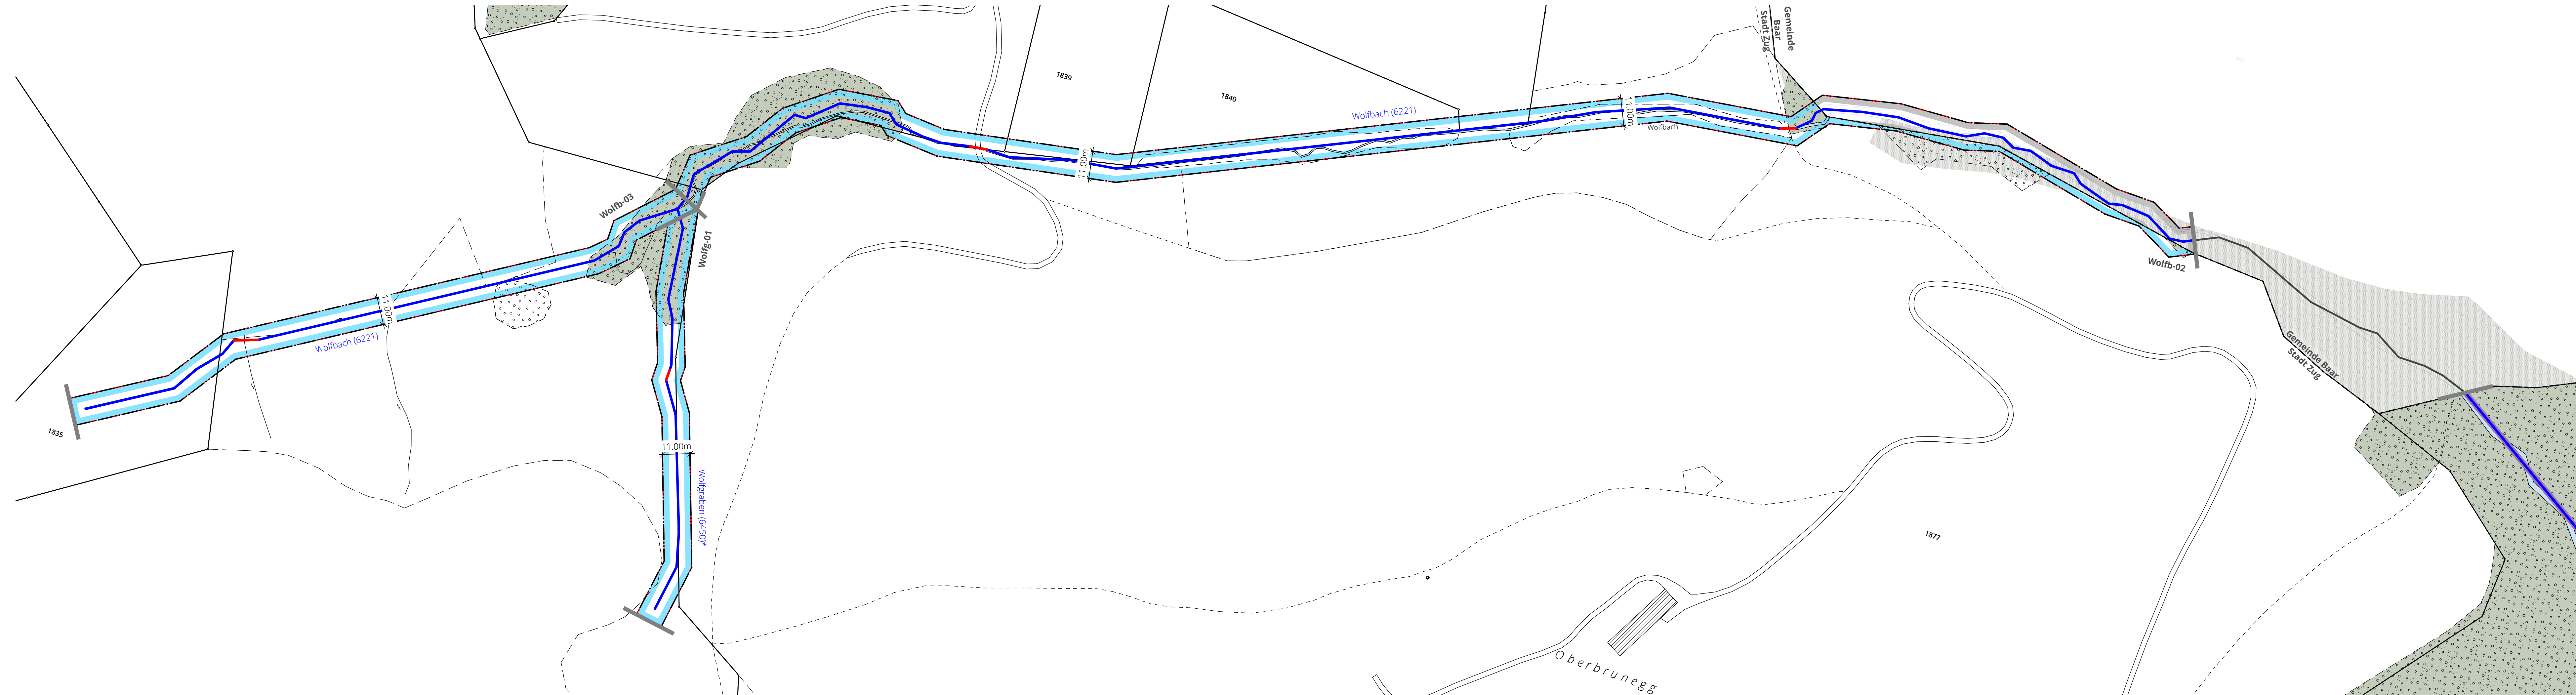 Gemeinde
Baar
Stadt Zug
1839
1840
Wolfbach (6221)
11.00m
Wolfbach
11.00m
Wolfb-03
Wolfg-01
Wolfb-02
11.00m
Wolfbach (6221)
Gemeinde Baar
Stadt Zug
1835
11.00m
Wolfgraben (6450)*
1877
Oberbrunegg